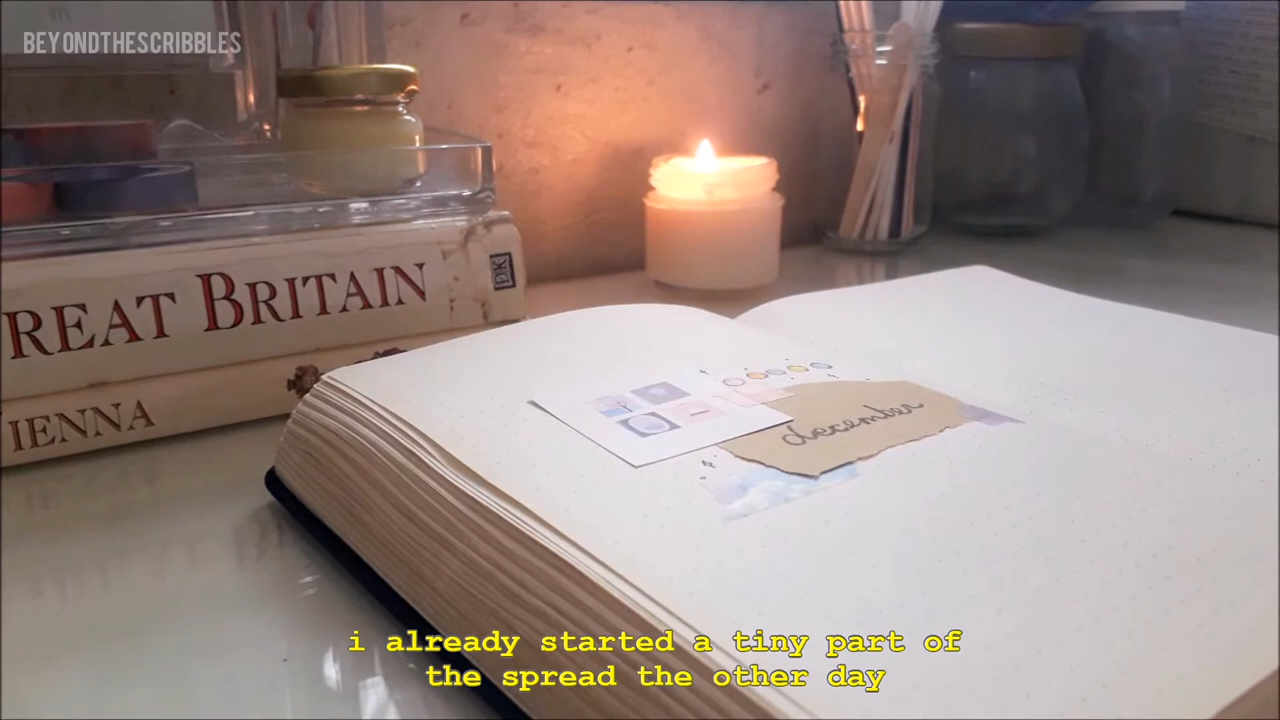 BEYONDTHESCRIBBLES
REAT BRITAIN
DK
IENNA
december
i already started a tiny part of
the spread the other day